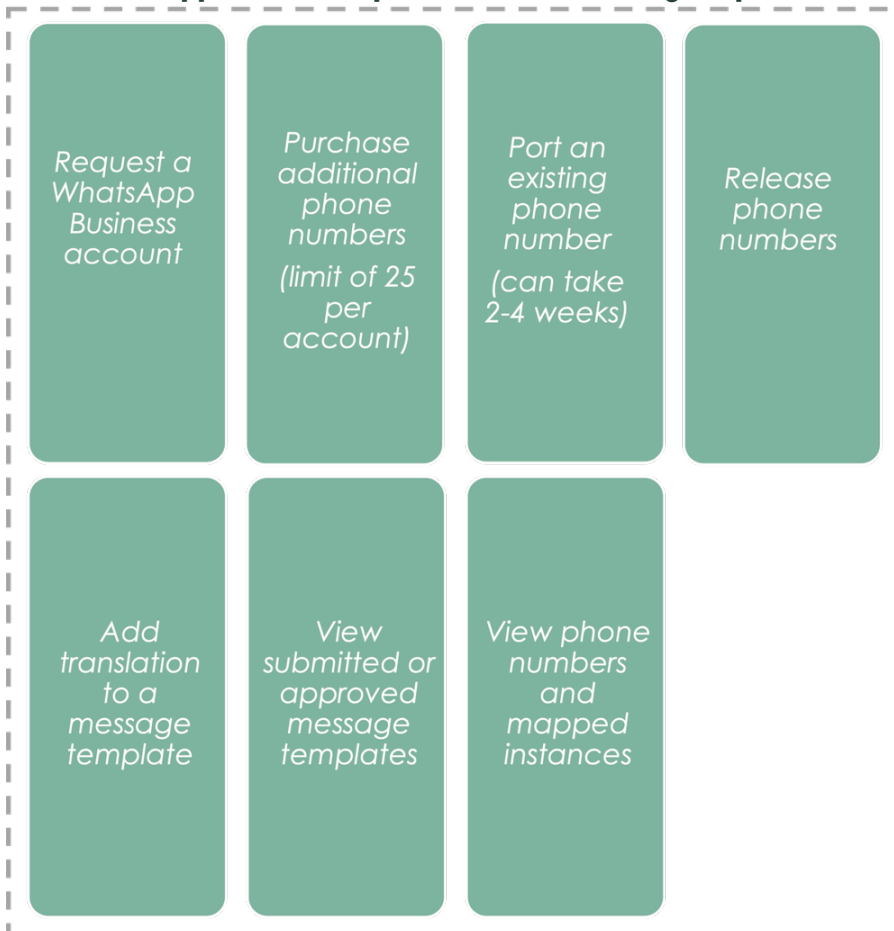 Request a
WhatsApp
Business
account
Purchase
additional
phone
numbers
(limit of 25
per
account)
Port an
existing
phone
number
(can take
2-4 weeks)
Release
phone
numbers
Add
translation
to a
message
template
View
submitted or
approved
message
templates
View phone
numbers
and
mapped
instances